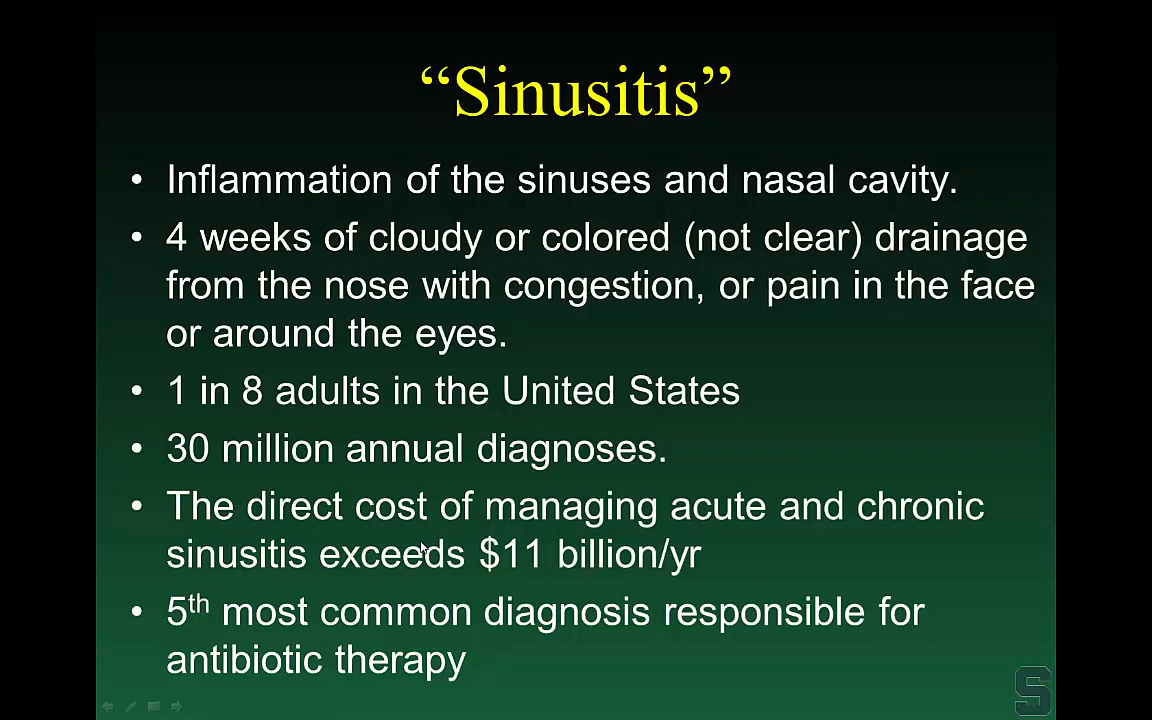 “Sinusitis”
• Inflammation of the sinuses and nasal cavity.
• 4 weeks of cloudy or colored (not clear) drainage
from the nose with congestion, or pain in the face
or around the eyes.
• 1 in 8 adults in the United States
• 30 million annual diagnoses.
• The direct cost of managing acute and chronic
sinusitis exceeds $11 billion/yr
• 5th most common diagnosis responsible for
antibiotic therapy
S